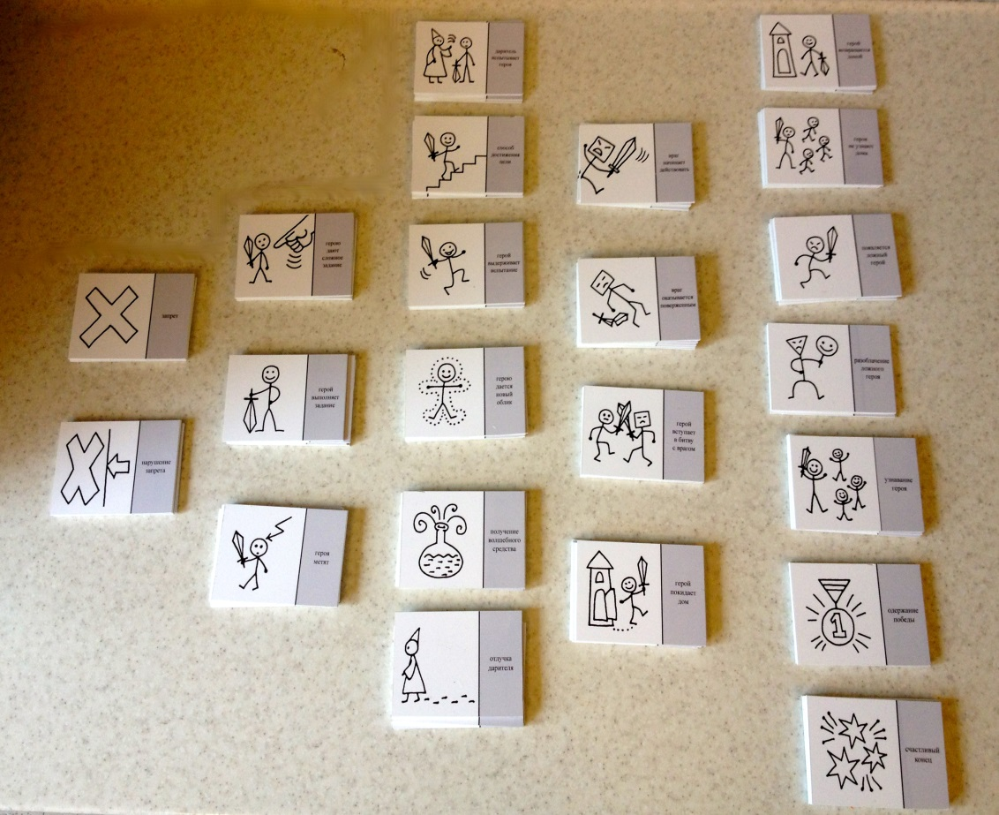 запрет
нарушение
запрета
герою
дают
сложное
задание
герой
выполняет
задание
героя
метят
даритель
испытывает
героя
способ
достижения
цели
герой
выдерживает
испытание
герою
дается
новый
облик
получение
волшебного
средства
отлучка
дарителя
враг
начинает
действовать
враг
оказывается
поверженным
герой
вступает
в битву
с врагом
герой
покидает
дом
герой
возвращается
домой
героя
не узнают
дома
появляется
ложный
герой
разоблачение
ложного
героя
узнавание
героя
1
одержание
победы
счастливый
конец